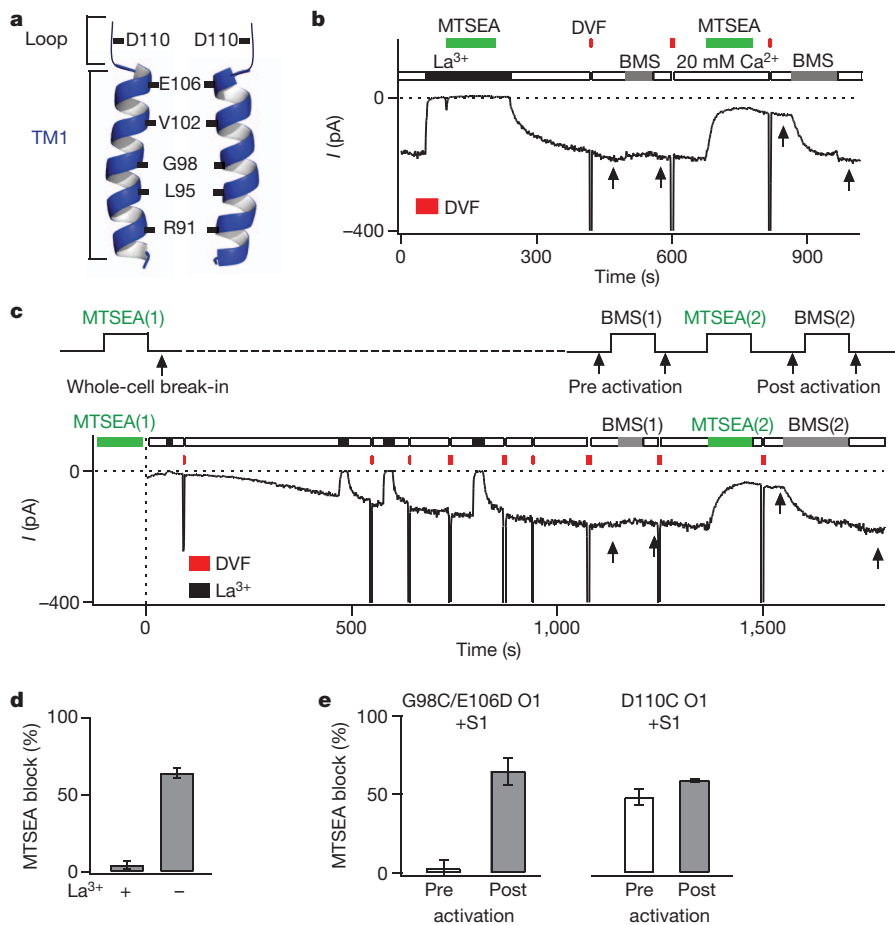 a
Loop
D110 D110
TM1
E106
V102
G98
L95
R91
b
MTSEA DVF MTSEA
La³⁺ BMS 20 mM Ca²⁺ BMS
0
I (pA)
−400
DVF
0 300 600 900
Time (s)
c
MTSEA(1) BMS(1) MTSEA(2) BMS(2)
Whole-cell break-in Pre activation Post activation
MTSEA(1) BMS(1) MTSEA(2) BMS(2)
0
I (pA)
−400
DVF
La³⁺
0 500 1,000 1,500
Time (s)
d
100
50
0
MTSEA block (%)
La³⁺ + −
e
G98C/E106D O1
+S1
D110C O1
+S1
100
50
0
MTSEA block (%)
Pre Post
activation
Pre Post
activation